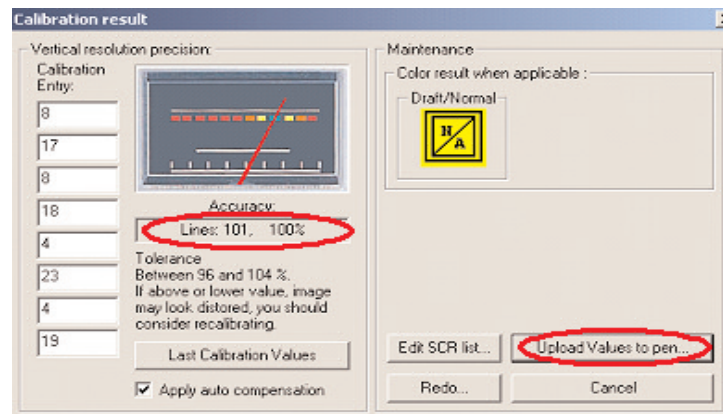 Calibration result
Vertical resolution precision:
Calibration
Entry:
8
17
8
18
4
23
4
19
Accuracy:
Lines: 101, 100%
Tolerance
Between 96 and 104 %.
If above or lower value, image
may look distored, you should
consider recalibrating.
Last Calibration Values
Apply auto compensation
Maintenance
Color result when applicable :
Draft/Normal
N/A
Edit SCR list...
Upload Values to pen...
Redo...
Cancel